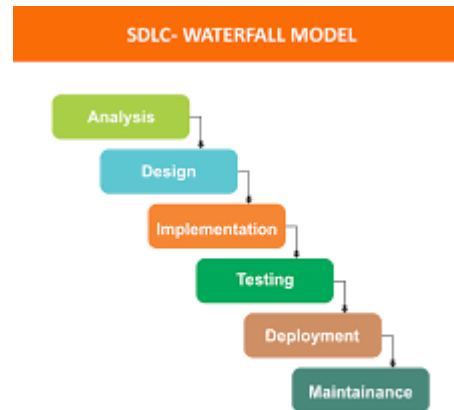 SDLC- WATERFALL MODEL
Analysis
Design
Implementation
Testing
Deployment
Maintainance